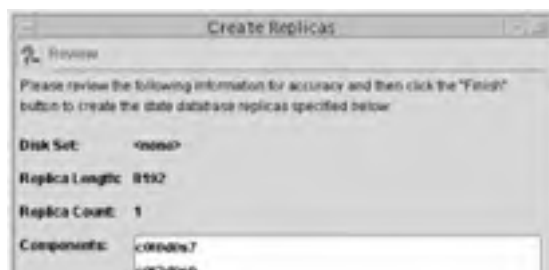 Create Replicas
Review
Please review the following information for accuracy and then click the "Finish"
button to create the state database replicas specified below
Disk Set: <none>
Replica Length: 8192
Replica Count: 1
Components: c0t0d0s7